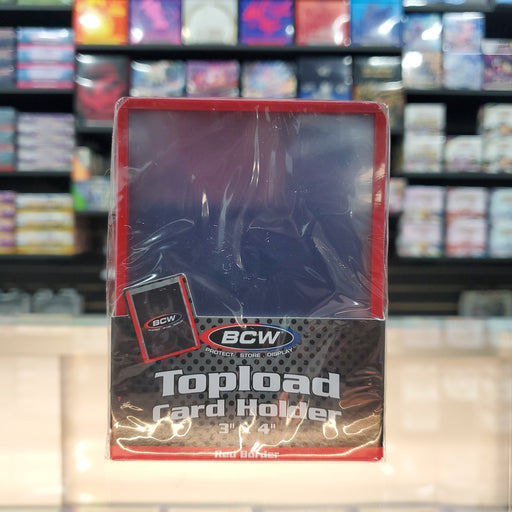 BCW
BCW
PROTECT . STORE . DISPLAY
Topload
Card Holder
3" x 4"
Red Border